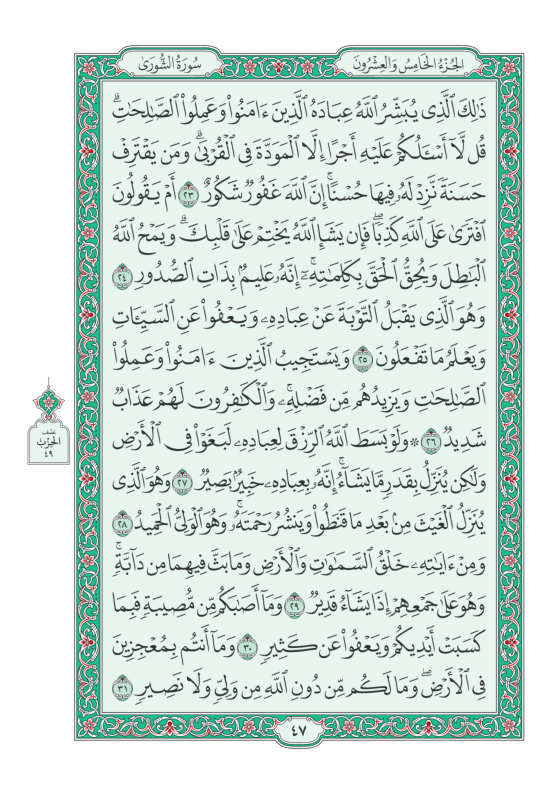 الجُزْءُ الخَامِسُ وَالعِشْرُونَ
سُورَةُ الشُّورَىٰ
ذَٰلِكَ ٱلَّذِى يُبَشِّرُ ٱللَّهُ عِبَادَهُ ٱلَّذِينَ ءَامَنُوا۟ وَعَمِلُوا۟ ٱلصَّـٰلِحَـٰتِ ۗ
قُل لَّآ أَسْـَٔلُكُمْ عَلَيْهِ أَجْرًا إِلَّا ٱلْمَوَدَّةَ فِى ٱلْقُرْبَىٰ ۗ وَمَن يَقْتَرِفْ
حَسَنَةً نَّزِدْ لَهُۥ فِيهَا حُسْنًا ۚ إِنَّ ٱللَّهَ غَفُورٌ شَكُورٌ ٢٣ أَمْ يَقُولُونَ
ٱفْتَرَىٰ عَلَى ٱللَّهِ كَذِبًا ۖ فَإِن يَشَإِ ٱللَّهُ يَخْتِمْ عَلَىٰ قَلْبِكَ ۗ وَيَمْحُ ٱللَّهُ
ٱلْبَـٰطِلَ وَيُحِقُّ ٱلْحَقَّ بِكَلِمَـٰتِهِۦٓ ۚ إِنَّهُۥ عَلِيمٌۢ بِذَاتِ ٱلصُّدُورِ ٢٤
وَهُوَ ٱلَّذِى يَقْبَلُ ٱلتَّوْبَةَ عَنْ عِبَادِهِۦ وَيَعْفُوا۟ عَنِ ٱلسَّيِّـَٔاتِ
وَيَعْلَمُ مَا تَفْعَلُونَ ٢٥ وَيَسْتَجِيبُ ٱلَّذِينَ ءَامَنُوا۟ وَعَمِلُوا۟
ٱلصَّـٰلِحَـٰتِ وَيَزِيدُهُم مِّن فَضْلِهِۦ ۚ وَٱلْكَـٰفِرُونَ لَهُمْ عَذَابٌ
شَدِيدٌ ٢٦ ۞ وَلَوْ بَسَطَ ٱللَّهُ ٱلرِّزْقَ لِعِبَادِهِۦ لَبَغَوْا۟ فِى ٱلْأَرْضِ
وَلَـٰكِن يُنَزِّلُ بِقَدَرٍ مَّا يَشَآءُ ۚ إِنَّهُۥ بِعِبَادِهِۦ خَبِيرٌۢ بَصِيرٌ ٢٧ وَهُوَ ٱلَّذِى
يُنَزِّلُ ٱلْغَيْثَ مِنۢ بَعْدِ مَا قَنَطُوا۟ وَيَنشُرُ رَحْمَتَهُۥ ۚ وَهُوَ ٱلْوَلِىُّ ٱلْحَمِيدُ ٢٨
وَمِنْ ءَايَـٰتِهِۦ خَلْقُ ٱلسَّمَـٰوَٰتِ وَٱلْأَرْضِ وَمَا بَثَّ فِيهِمَا مِن دَآبَّةٍ ۚ
وَهُوَ عَلَىٰ جَمْعِهِمْ إِذَا يَشَآءُ قَدِيرٌ ٢٩ وَمَآ أَصَـٰبَكُم مِّن مُّصِيبَةٍ فَبِمَا
كَسَبَتْ أَيْدِيكُمْ وَيَعْفُوا۟ عَن كَثِيرٍ ٣٠ وَمَآ أَنتُم بِمُعْجِزِينَ
فِى ٱلْأَرْضِ ۖ وَمَا لَكُم مِّن دُونِ ٱللَّهِ مِن وَلِىٍّ وَلَا نَصِيرٍ ٣١
نصف
الحزب
٤٩
٤٧